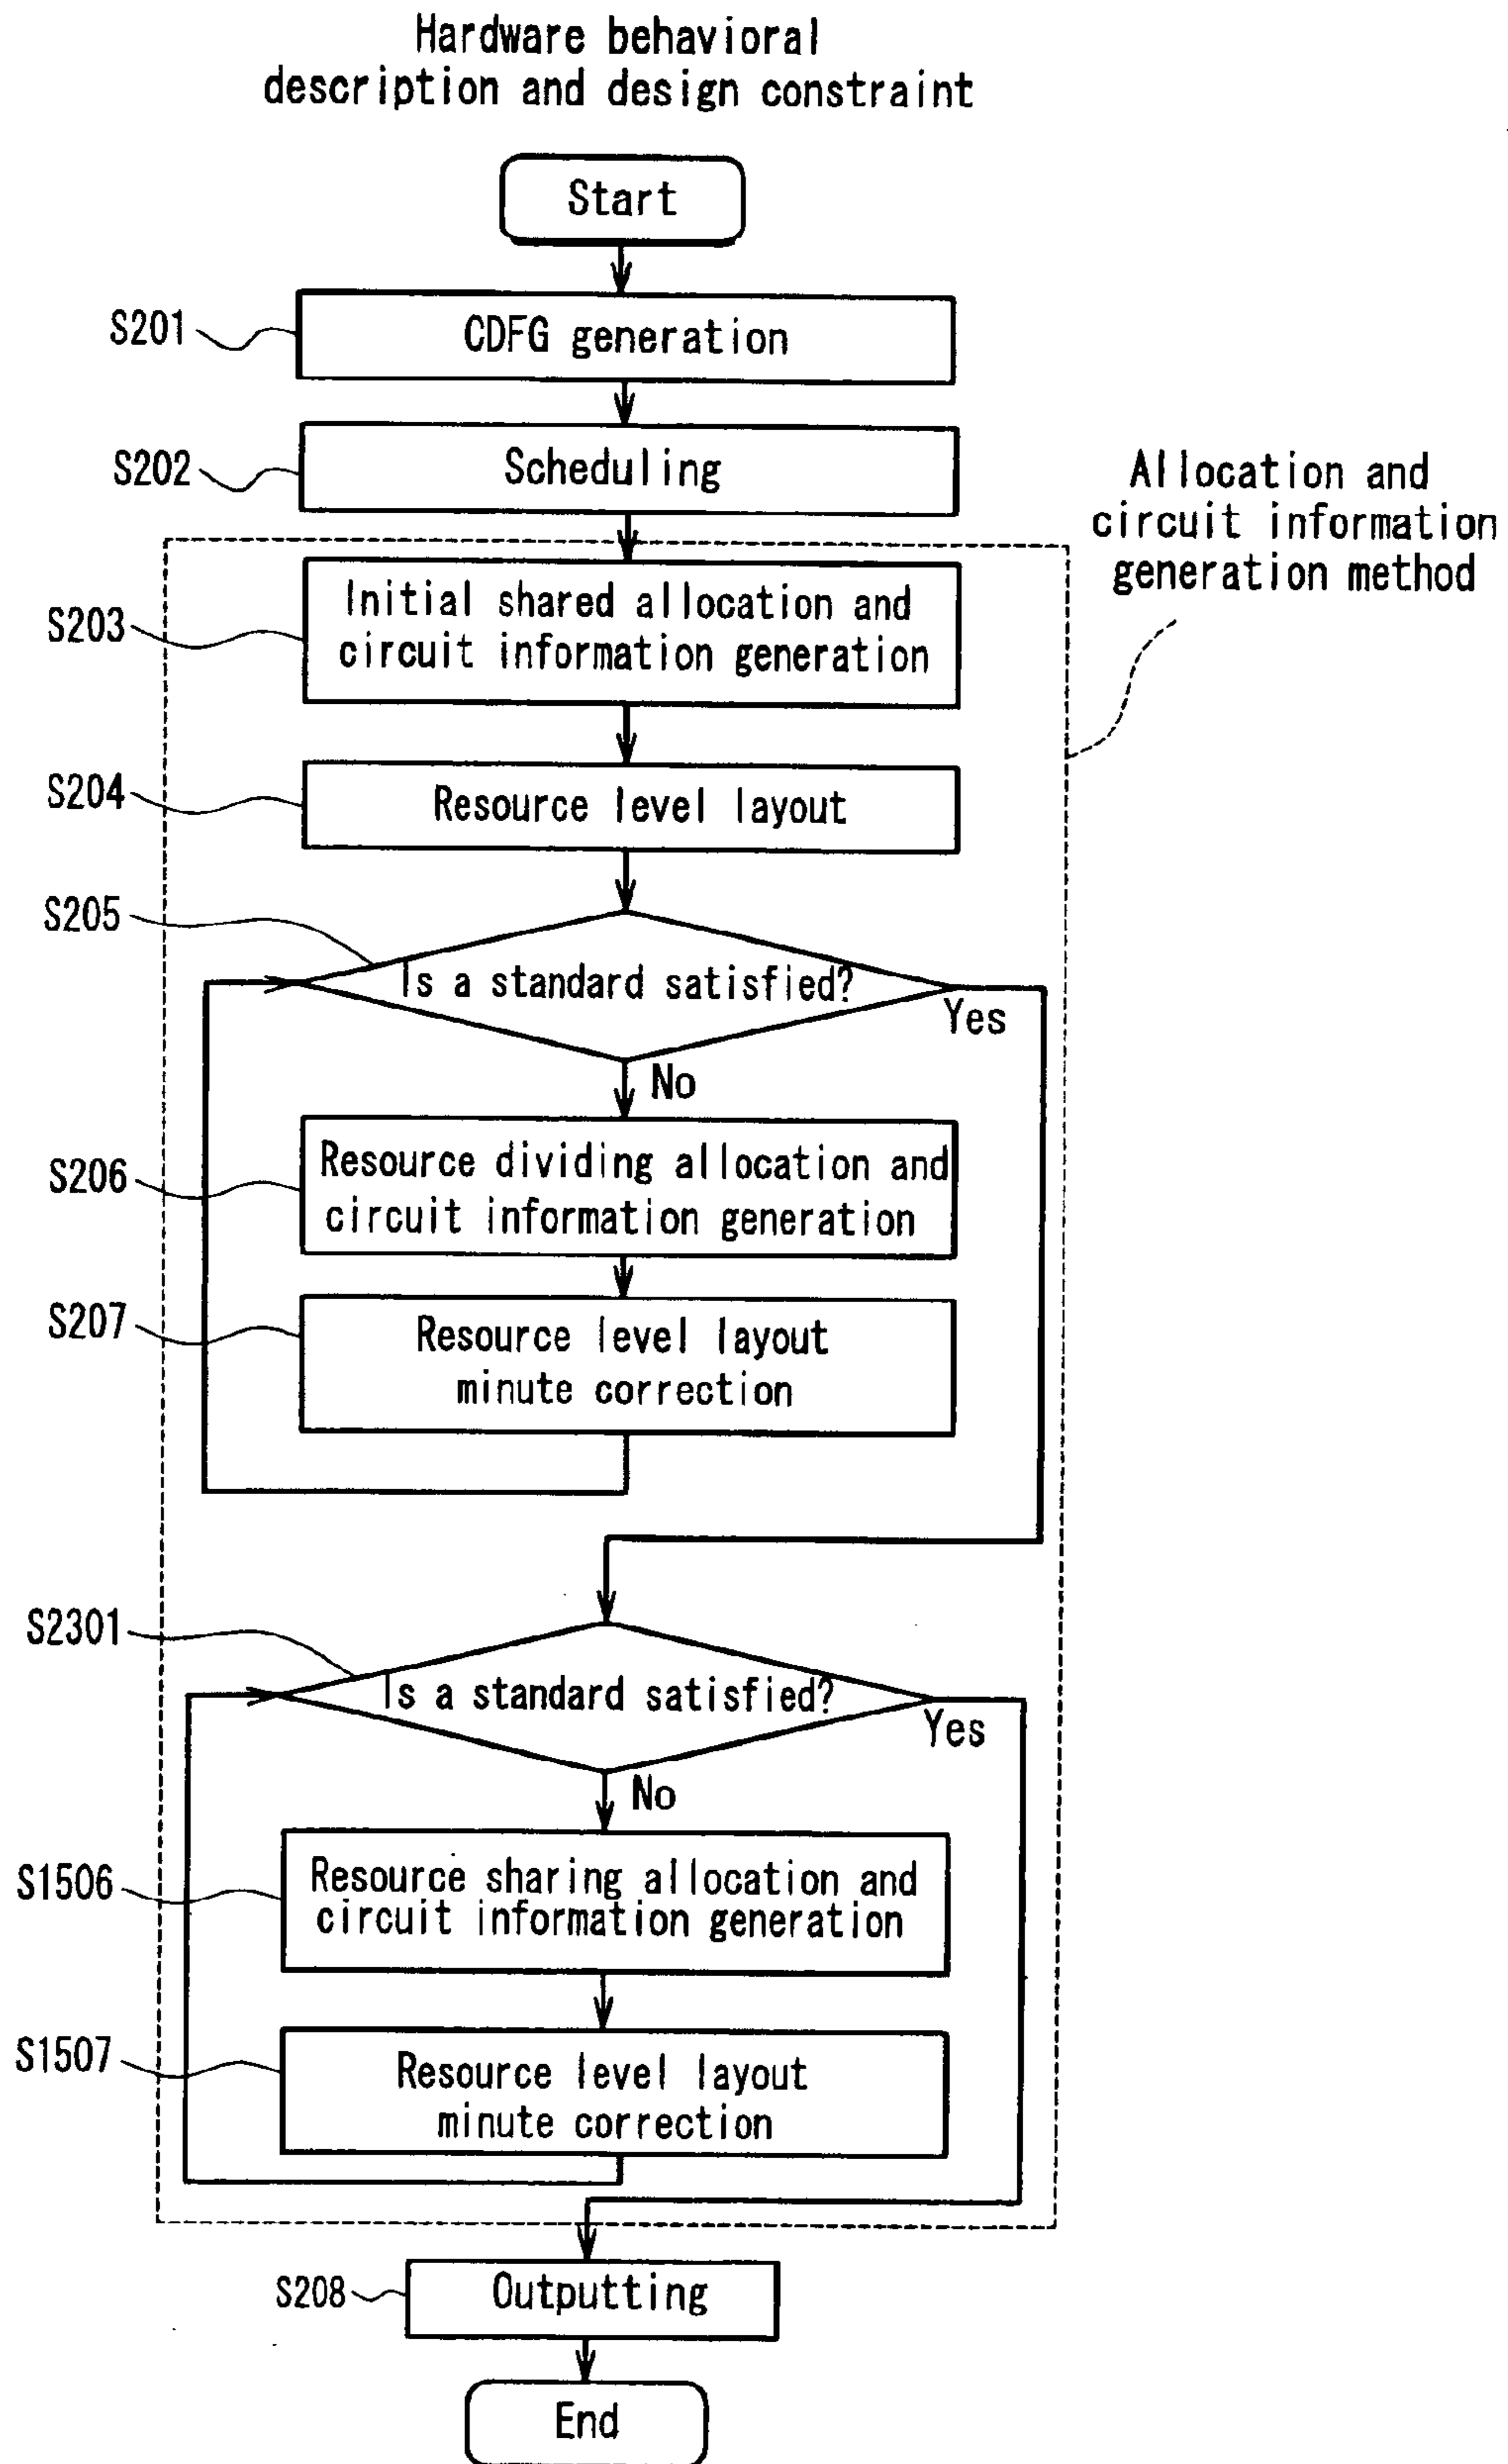 Hardware behavioral
description and design constraint
Start
S201
CDFG generation
S202
Scheduling
Allocation and
circuit information
generation method
S203
Initial shared allocation and
circuit information generation
S204
Resource level layout
S205
Is a standard satisfied?
Yes
No
S206
Resource dividing allocation and
circuit information generation
S207
Resource level layout
minute correction
S2301
Is a standard satisfied?
Yes
No
S1506
Resource sharing allocation and
circuit information generation
S1507
Resource level layout
minute correction
S208
Outputting
End